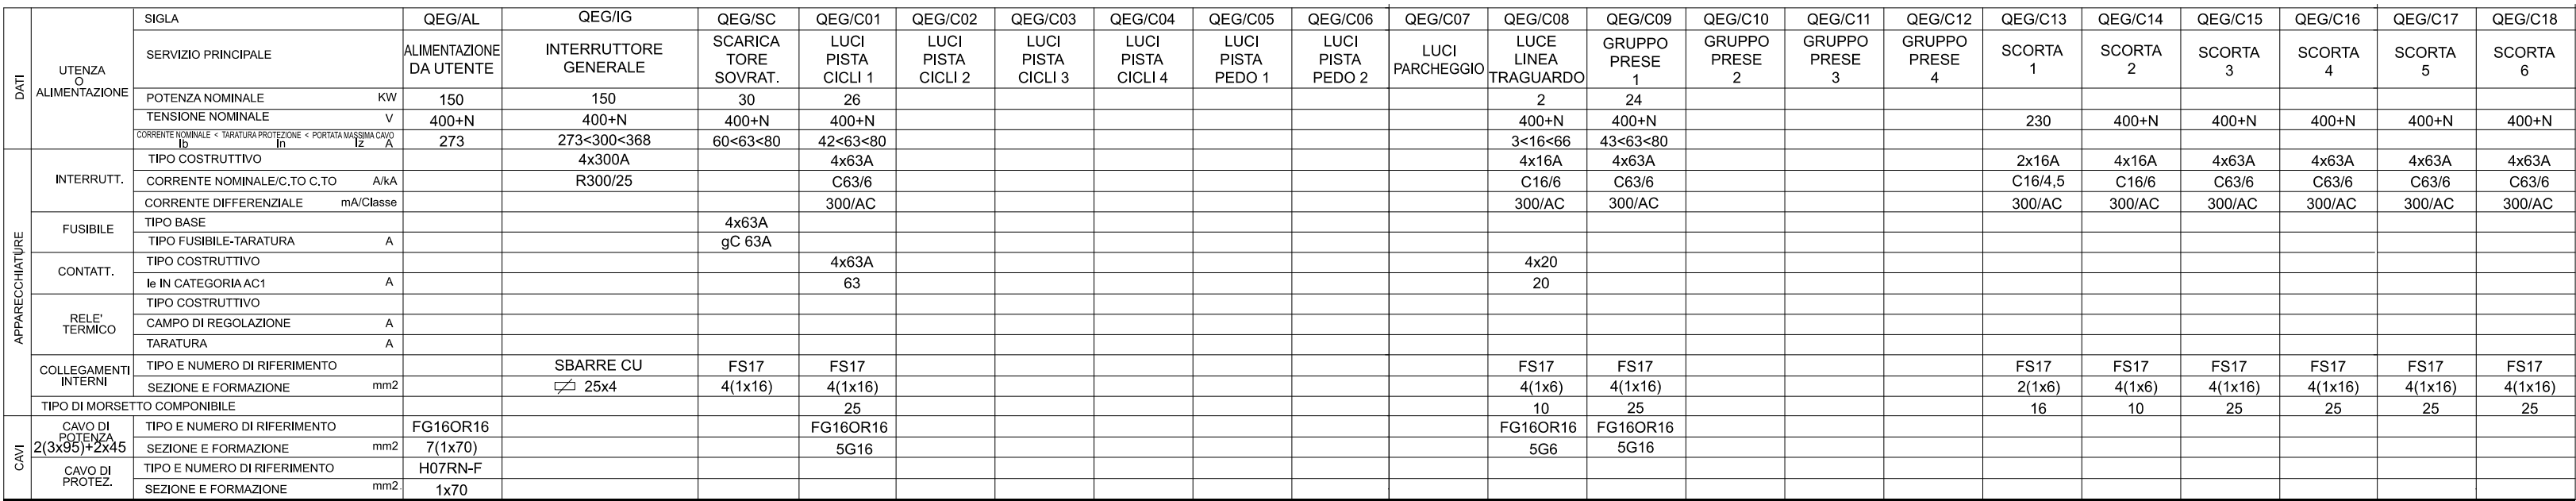 SIGLA QEG/AL QEG/IG QEG/SC QEG/C01 QEG/C02 QEG/C03 QEG/C04 QEG/C05 QEG/C06 QEG/C07 QEG/C08 QEG/C09 QEG/C10 QEG/C11 QEG/C12 QEG/C13 QEG/C14 QEG/C15 QEG/C16 QEG/C17 QEG/C18
DATI
UTENZA
O
ALIMENTAZIONE
SERVIZIO PRINCIPALE
ALIMENTAZIONE
DA UTENTE
INTERRUTTORE
GENERALE
SCARICA
TORE
SOVRAT.
LUCI
PISTA
CICLI 1
LUCI
PISTA
CICLI 2
LUCI
PISTA
CICLI 3
LUCI
PISTA
CICLI 4
LUCI
PISTA
PEDO 1
LUCI
PISTA
PEDO 2
LUCI
PARCHEGGIO
LUCE
LINEA
TRAGUARDO
GRUPPO
PRESE
1
GRUPPO
PRESE
2
GRUPPO
PRESE
3
GRUPPO
PRESE
4
SCORTA
1
SCORTA
2
SCORTA
3
SCORTA
4
SCORTA
5
SCORTA
6
POTENZA NOMINALE KW 150 150 30 26 2 24
TENSIONE NOMINALE V 400+N 400+N 400+N 400+N 400+N 400+N 230 400+N 400+N 400+N 400+N 400+N
CORRENTE NOMINALE < TARATURA PROTEZIONE < PORTATA MASSIMA CAVO
Ib In Iz A 273 273<300<368 60<63<80 42<63<80 3<16<66 43<63<80
APPARECCHIATURE
INTERRUTT.
TIPO COSTRUTTIVO 4x300A 4x63A 4x16A 4x63A 2x16A 4x16A 4x63A 4x63A 4x63A 4x63A
CORRENTE NOMINALE/C.TO C.TO A/kA R300/25 C63/6 C16/6 C63/6 C16/4,5 C16/6 C63/6 C63/6 C63/6 C63/6
CORRENTE DIFFERENZIALE mA/Classe 300/AC 300/AC 300/AC 300/AC 300/AC 300/AC 300/AC 300/AC 300/AC
FUSIBILE
TIPO BASE 4x63A
TIPO FUSIBILE-TARATURA A gC 63A
CONTATT.
TIPO COSTRUTTIVO 4x63A 4x20
Ie IN CATEGORIA AC1 A 63 20
RELE'
TERMICO
TIPO COSTRUTTIVO
CAMPO DI REGOLAZIONE A
TARATURA A
COLLEGAMENTI
INTERNI
TIPO E NUMERO DI RIFERIMENTO SBARRE CU FS17 FS17 FS17 FS17 FS17 FS17 FS17 FS17 FS17 FS17
SEZIONE E FORMAZIONE mm2 25x4 4(1x16) 4(1x16) 4(1x6) 4(1x16) 2(1x6) 4(1x6) 4(1x16) 4(1x16) 4(1x16) 4(1x16)
TIPO DI MORSETTO COMPONIBILE 25 10 25 16 10 25 25 25 25
CAVI
CAVO DI
POTENZA
2(3x95)+2x45
TIPO E NUMERO DI RIFERIMENTO FG16OR16 FG16OR16 FG16OR16 FG16OR16
SEZIONE E FORMAZIONE mm2 7(1x70) 5G16 5G6 5G16
CAVO DI
PROTEZ.
TIPO E NUMERO DI RIFERIMENTO H07RN-F
SEZIONE E FORMAZIONE mm2 1x70